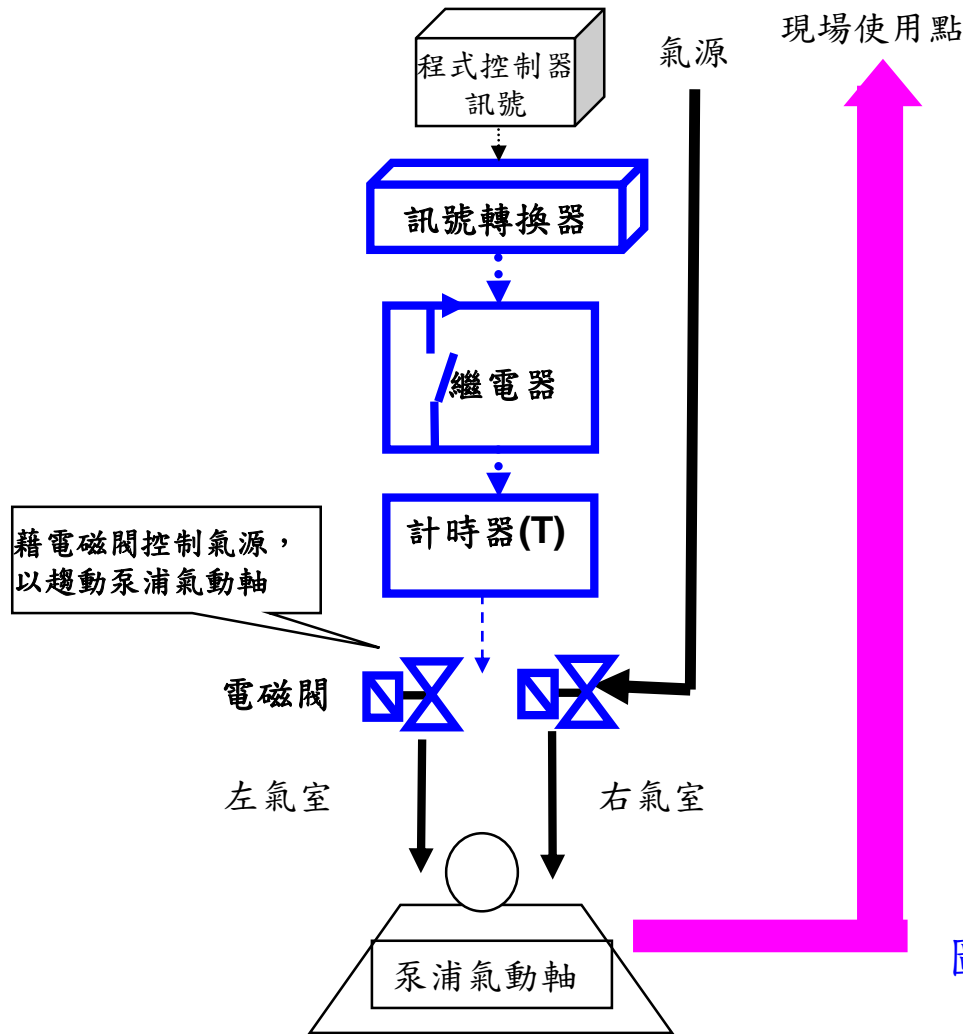 現場使用點
氣源
程式控制器
訊號
訊號轉換器
繼電器
計時器(T)
藉電磁閥控制氣源，
以趨動泵浦氣動軸
電磁閥
左氣室
右氣室
泵浦氣動軸